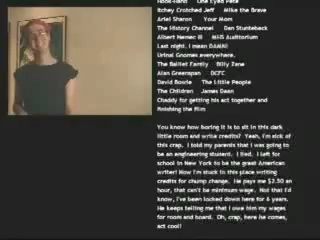 Hook-Hand One Eyed Pete
Itchey Crotched Jeff Mike the Brave
Ariel Sharon Your Mom
The History Channel Dan Stuntebeck
Albert Nemec III MHS Auditorium
Last night, I mean DAMN!
Urinal Gnomes everywhere.
The Balliet Family Billy Zane
Alan Greenspan DCFC
David Bowie The Little People
The Children James Dean
Chaddy for getting his act together and
finishing the film
You know how boring it is to sit in this dark
little room and write credits? Yeah, I'm sick of
this crap. I told my parents that I was going to
be an engineering student. I lied. I left for
school in New York to be the great American
writer! Now I'm stuck in this place writing
credits for chump change. He pays me $2.50 an
hour, that can't be minimum wage. Not that I'd
know, I've been locked down here for 6 years.
He keeps telling me that I owe him my wages
for room and board. Oh, crap, here he comes,
act cool!